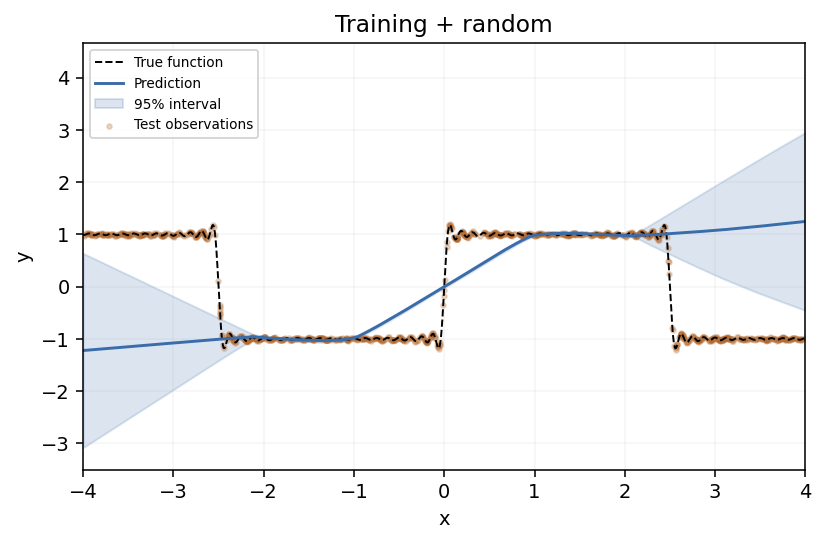 Training + random
True function
Prediction
95% interval
Test observations
y
4
3
2
1
0
−1
−2
−3
−4
−3
−2
−1
0
1
2
3
4
x